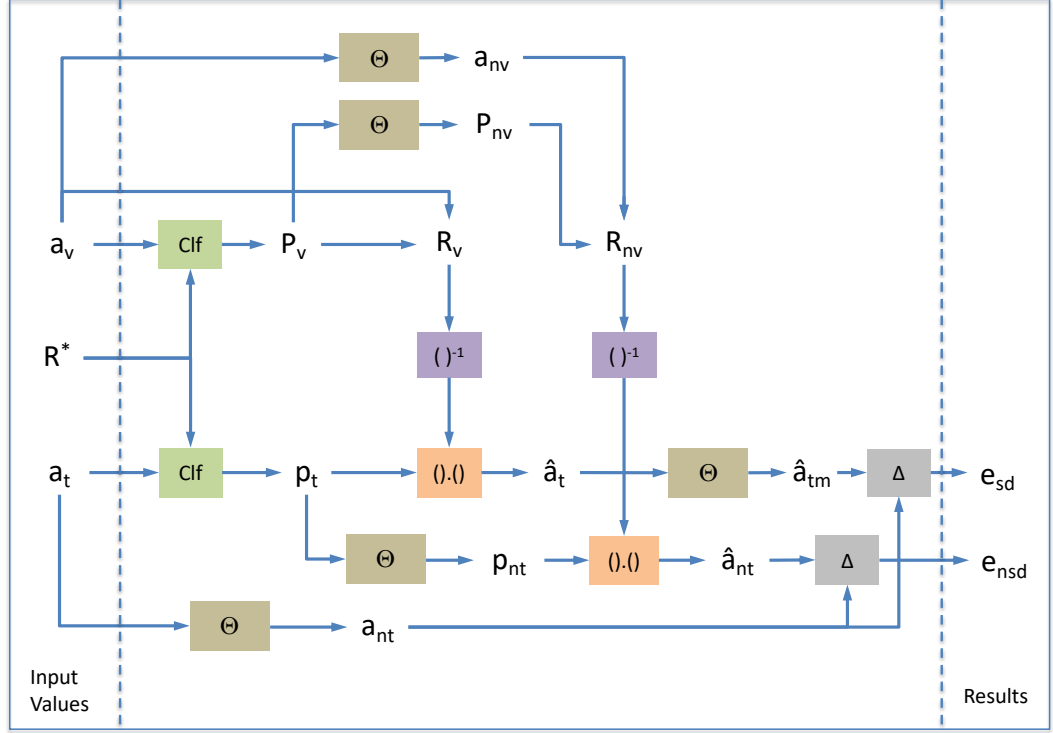 Θ a_nv
Θ P_nv
a_v Clf P_v R_v R_nv
R* ( )⁻¹ ( )⁻¹
a_t Clf p_t ().() â_t Θ â_tm Δ e_sd
Θ p_nt ().() â_nt Δ e_nsd
Θ a_nt
Input
Values
Results